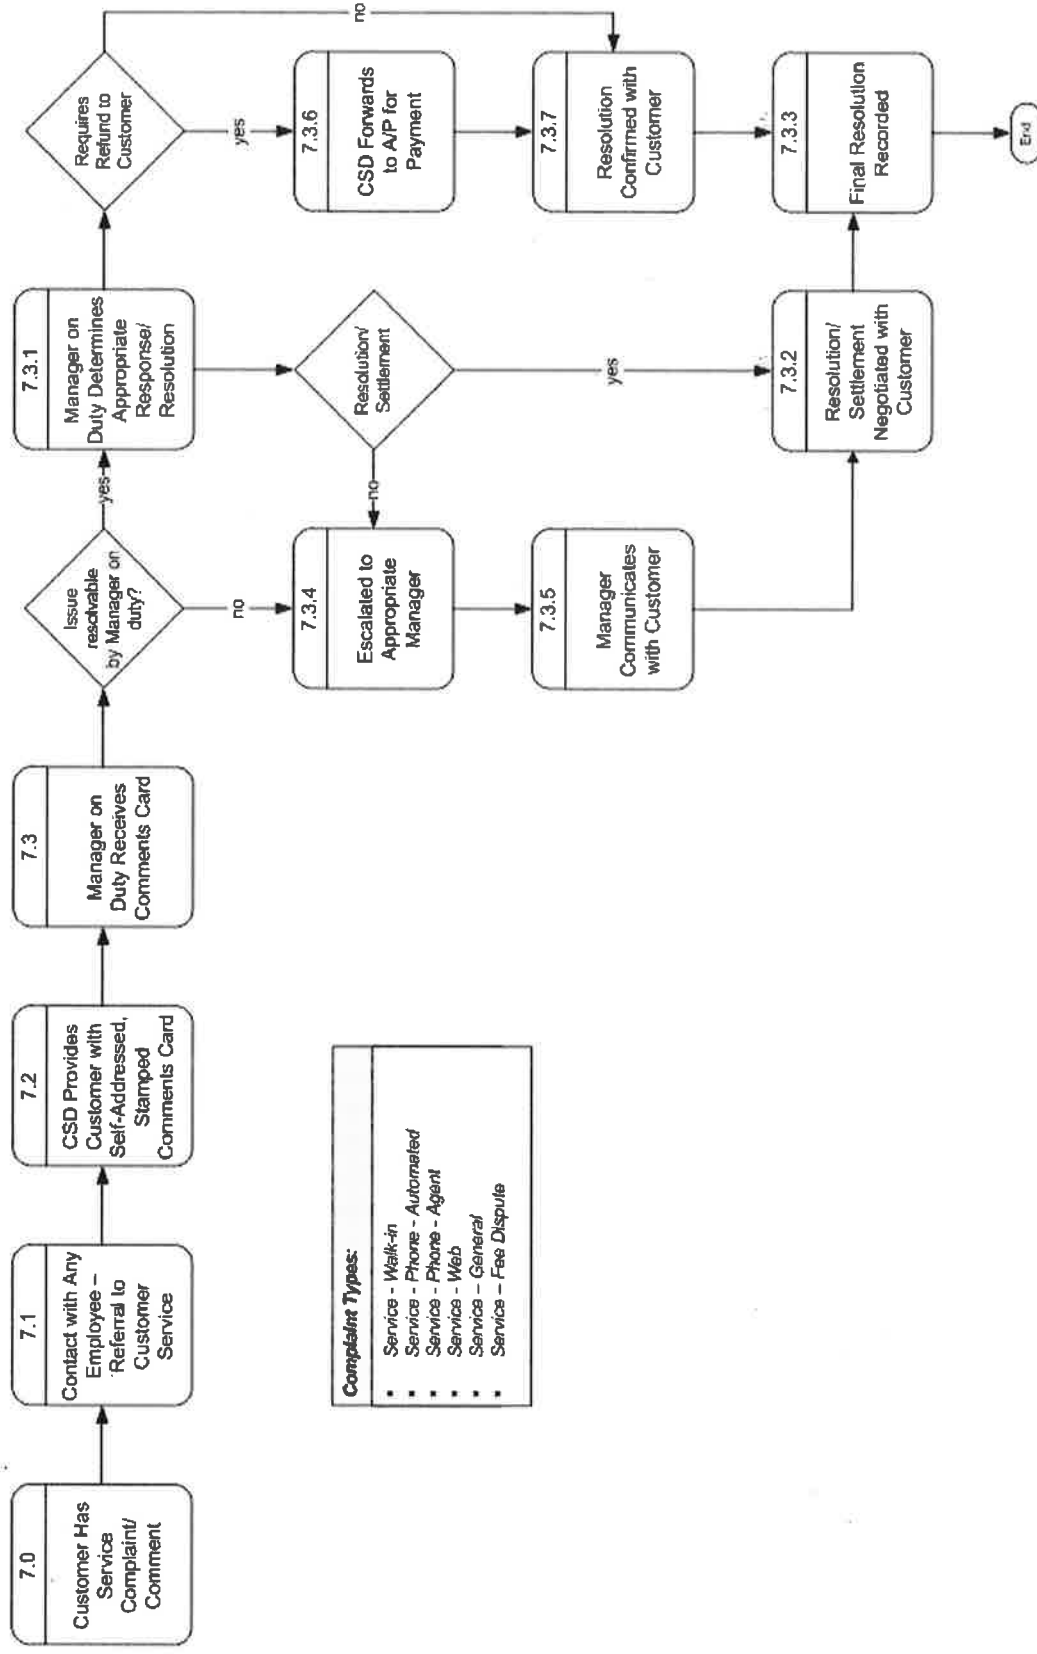 7.0
Customer Has
Service
Complaint/
Comment
7.1
Contact with Any
Employee –
Referral to
Customer
Service
7.2
CSD Provides
Customer with
Self-Addressed,
Stamped
Comments Card
7.3
Manager on
Duty Receives
Comments Card
Issue
resolvable
by Manager on
duty?
yes
no
7.3.1
Manager on
Duty Determines
Appropriate
Response/
Resolution
Requires
Refund to
Customer
no
yes
7.3.4
Escalated to
Appropriate
Manager
no
Resolution/
Settlement
yes
7.3.6
CSD Forwards
to A/P for
Payment
7.3.5
Manager
Communicates
with Customer
7.3.7
Resolution
Confirmed with
Customer
7.3.2
Resolution/
Settlement
Negotiated with
Customer
7.3.3
Final Resolution
Recorded
End
Complaint Types:
▪ Service - Walk-in
▪ Service - Phone - Automated
▪ Service - Phone - Agent
▪ Service - Web
▪ Service – General
▪ Service – Fee Dispute